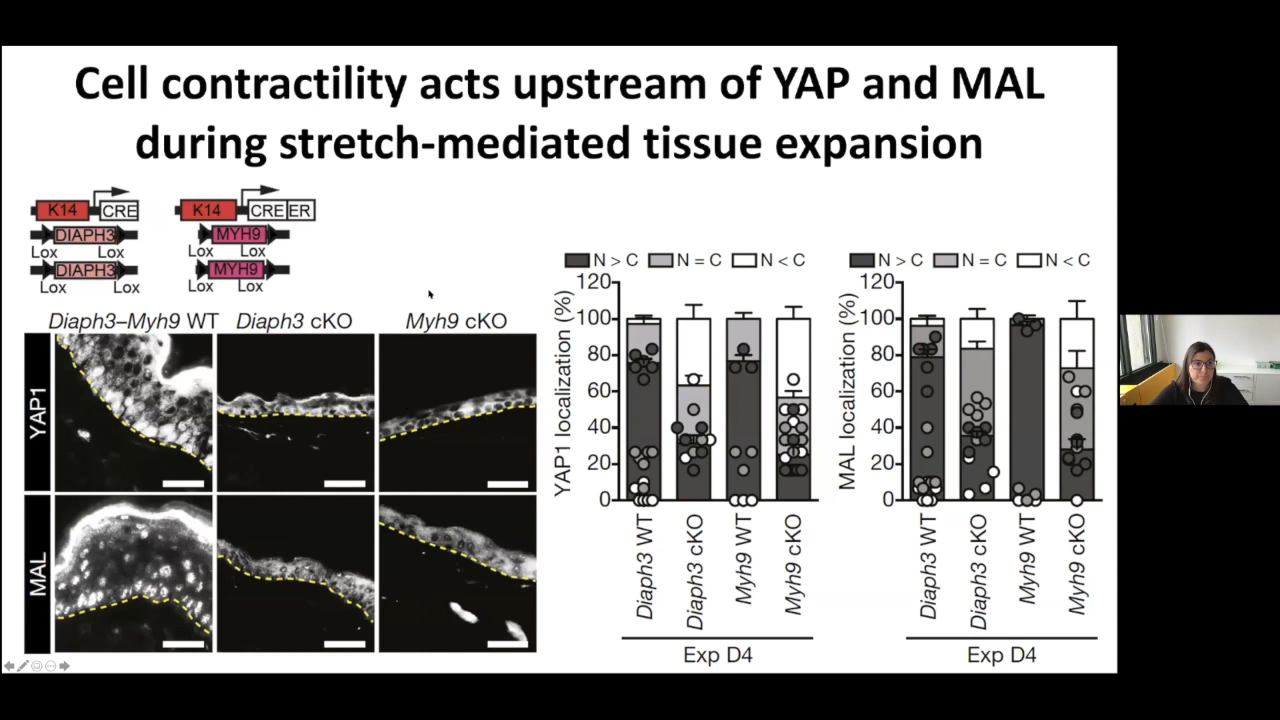 Cell contractility acts upstream of YAP and MAL
during stretch-mediated tissue expansion
K14 CRE
DIAPH3
Lox Lox
DIAPH3
Lox Lox
K14 CRE ER
MYH9
Lox Lox
MYH9
Lox Lox
Diaph3–Myh9 WT Diaph3 cKO Myh9 cKO
YAP1
MAL
N > C N = C N < C
YAP1 localization (%)
120
100
80
60
40
20
0
Diaph3 WT
Diaph3 cKO
Myh9 WT
Myh9 cKO
Exp D4
N > C N = C N < C
MAL localization (%)
120
100
80
60
40
20
0
Diaph3 WT
Diaph3 cKO
Myh9 WT
Myh9 cKO
Exp D4